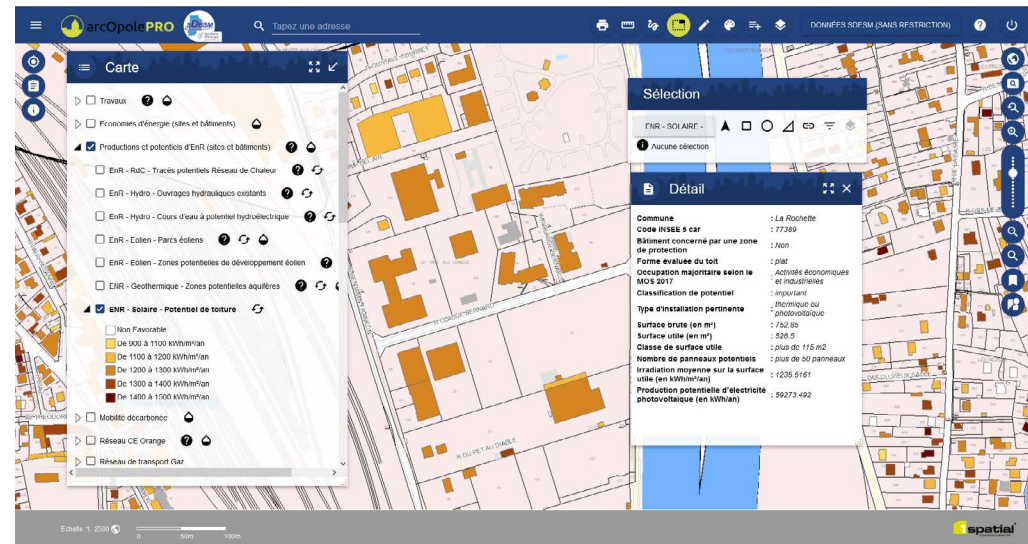 arcOpolePRO
SDESM
Tapez une adresse
DONNÉES SDESM (SANS RESTRICTION)
Carte
Travaux
Economies d'énergie (sites et bâtiments)
Productions et potentiels d'EnR (sites et bâtiments)
EnR - RdC - Tracés potentiels Réseau de Chaleur
EnR - Hydro - Ouvrages hydrauliques existants
EnR - Hydro - Cours d'eau à potentiel hydroélectrique
EnR - Eolien - Parcs éoliens
EnR - Eolien - Zones potentielles de développement éolien
ENR - Geothermique - Zones potentielles aquifères
ENR - Solaire - Potentiel de toiture
Non Favorable
De 900 à 1100 kWh/m²/an
De 1100 à 1200 kWh/m²/an
De 1200 à 1300 kWh/m²/an
De 1300 à 1400 kWh/m²/an
De 1400 à 1500 kWh/m²/an
Mobilité décarbonée
Réseau CE Orange
Réseau de transport Gaz
R CLAUDE BERNARD
R DU PET AU DIABLE
Sélection
ENR - SOLAIRE -
Aucune sélection
Détail
Commune : La Rochette
Code INSEE 5 car : 77389
Bâtiment concerné par une zone de protection : Non
Forme évaluée du toit : plat
Occupation majoritaire selon le MOS 2017 : Activités économiques et industrielles
Classification de potentiel : important
Type d'installation pertinente : thermique ou photovoltaïque
Surface brute (en m²) : 752.85
Surface utile (en m²) : 526.5
Classe de surface utile : plus de 115 m2
Nombre de panneaux potentiels : plus de 50 panneaux
Irradiation moyenne sur la surface utile (en kWh/m²/an) : 1235.5161
Production potentielle d'électricité photovoltaïque (en kWh/an) : 59273.492
Echelle 1: 2500
0 50m 100m
1spatial